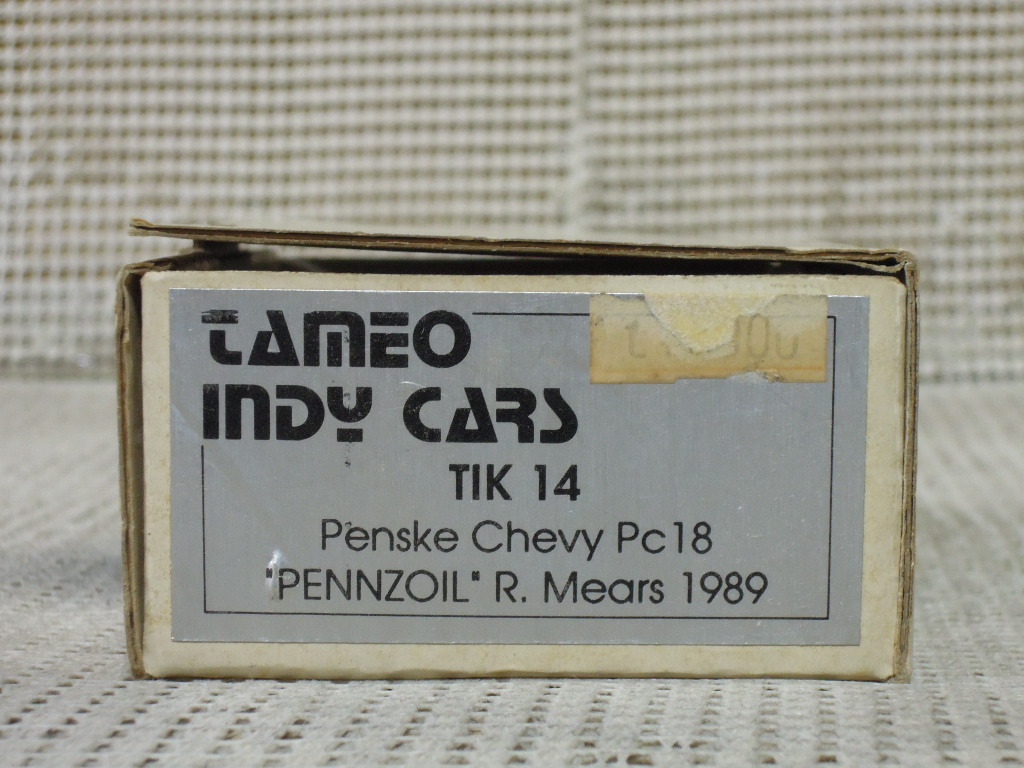 TAMEO
INDY CARS
TIK 14
Penske Chevy Pc18
"PENNZOIL" R. Mears 1989